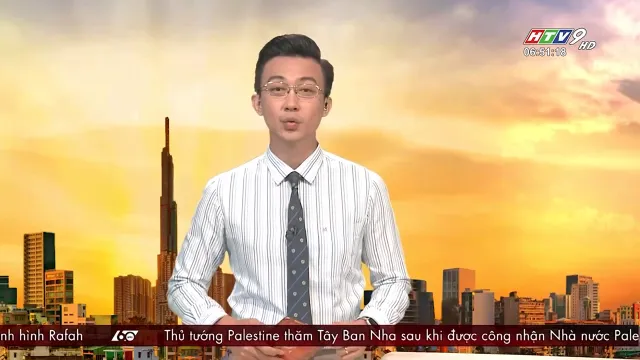 HTV9 HD
06:51:18
nh hình Rafah 60 Thủ tướng Palestine thăm Tây Ban Nha sau khi được công nhận Nhà nước Pale